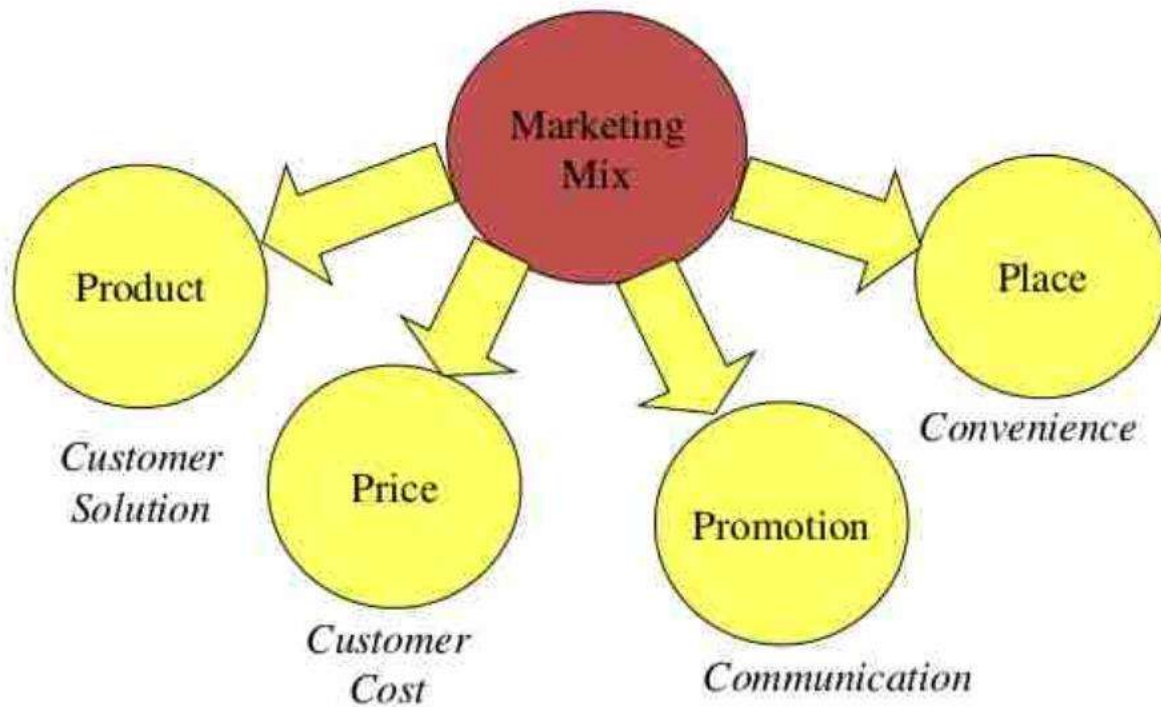 Marketing
Mix
Product
Customer
Solution
Price
Customer
Cost
Promotion
Communication
Place
Convenience